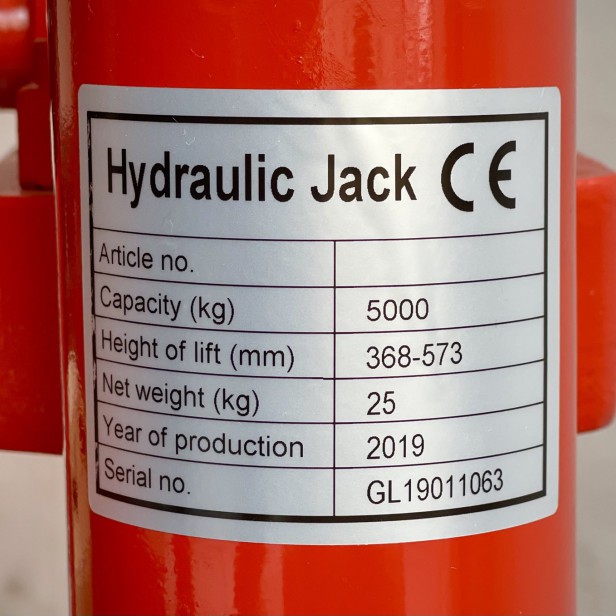 Hydraulic Jack CE
Article no.
Capacity (kg) 5000
Height of lift (mm) 368-573
Net weight (kg) 25
Year of production 2019
Serial no. GL19011063